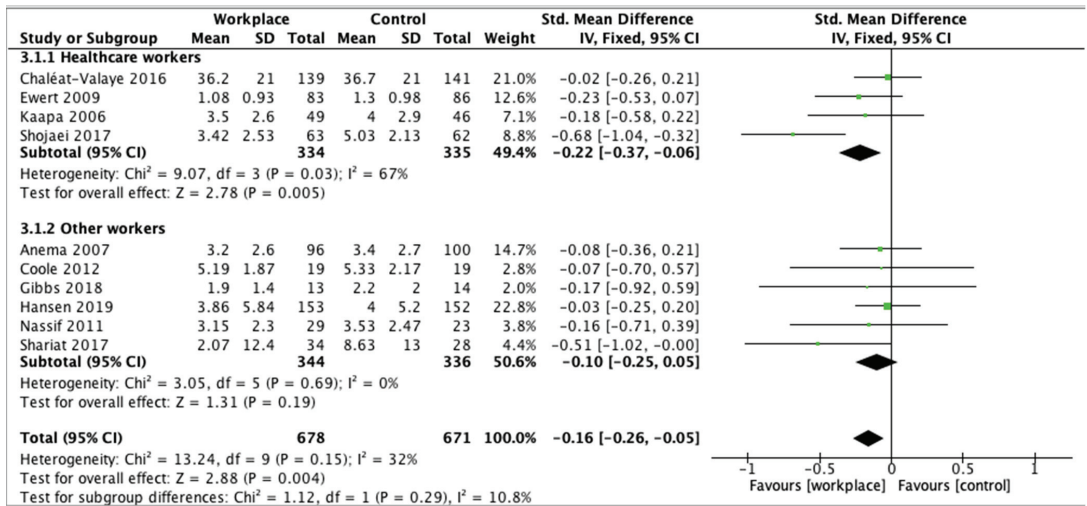 Workplace Control Std. Mean Difference Std. Mean Difference
Study or Subgroup Mean SD Total Mean SD Total Weight IV, Fixed, 95% CI IV, Fixed, 95% CI
3.1.1 Healthcare workers
Chaléat-Valaye 2016 36.2 21 139 36.7 21 141 21.0% -0.02 [-0.26, 0.21]
Ewert 2009 1.08 0.93 83 1.3 0.98 86 12.6% -0.23 [-0.53, 0.07]
Kaapa 2006 3.5 2.6 49 4 2.9 46 7.1% -0.18 [-0.58, 0.22]
Shojaei 2017 3.42 2.53 63 5.03 2.13 62 8.8% -0.68 [-1.04, -0.32]
Subtotal (95% CI) 334 335 49.4% -0.22 [-0.37, -0.06]
Heterogeneity: Chi² = 9.07, df = 3 (P = 0.03); I² = 67%
Test for overall effect: Z = 2.78 (P = 0.005)
3.1.2 Other workers
Anema 2007 3.2 2.6 96 3.4 2.7 100 14.7% -0.08 [-0.36, 0.21]
Coole 2012 5.19 1.87 19 5.33 2.17 19 2.8% -0.07 [-0.70, 0.57]
Gibbs 2018 1.9 1.4 13 2.2 2 14 2.0% -0.17 [-0.92, 0.59]
Hansen 2019 3.86 5.84 153 4 5.2 152 22.8% -0.03 [-0.25, 0.20]
Nassif 2011 3.15 2.3 29 3.53 2.47 23 3.8% -0.16 [-0.71, 0.39]
Shariat 2017 2.07 12.4 34 8.63 13 28 4.4% -0.51 [-1.02, -0.00]
Subtotal (95% CI) 344 336 50.6% -0.10 [-0.25, 0.05]
Heterogeneity: Chi² = 3.05, df = 5 (P = 0.69); I² = 0%
Test for overall effect: Z = 1.31 (P = 0.19)
Total (95% CI) 678 671 100.0% -0.16 [-0.26, -0.05]
Heterogeneity: Chi² = 13.24, df = 9 (P = 0.15); I² = 32%
Test for overall effect: Z = 2.88 (P = 0.004)
Test for subgroup differences: Chi² = 1.12, df = 1 (P = 0.29), I² = 10.8%
-1 -0.5 0 0.5 1
Favours [workplace] Favours [control]